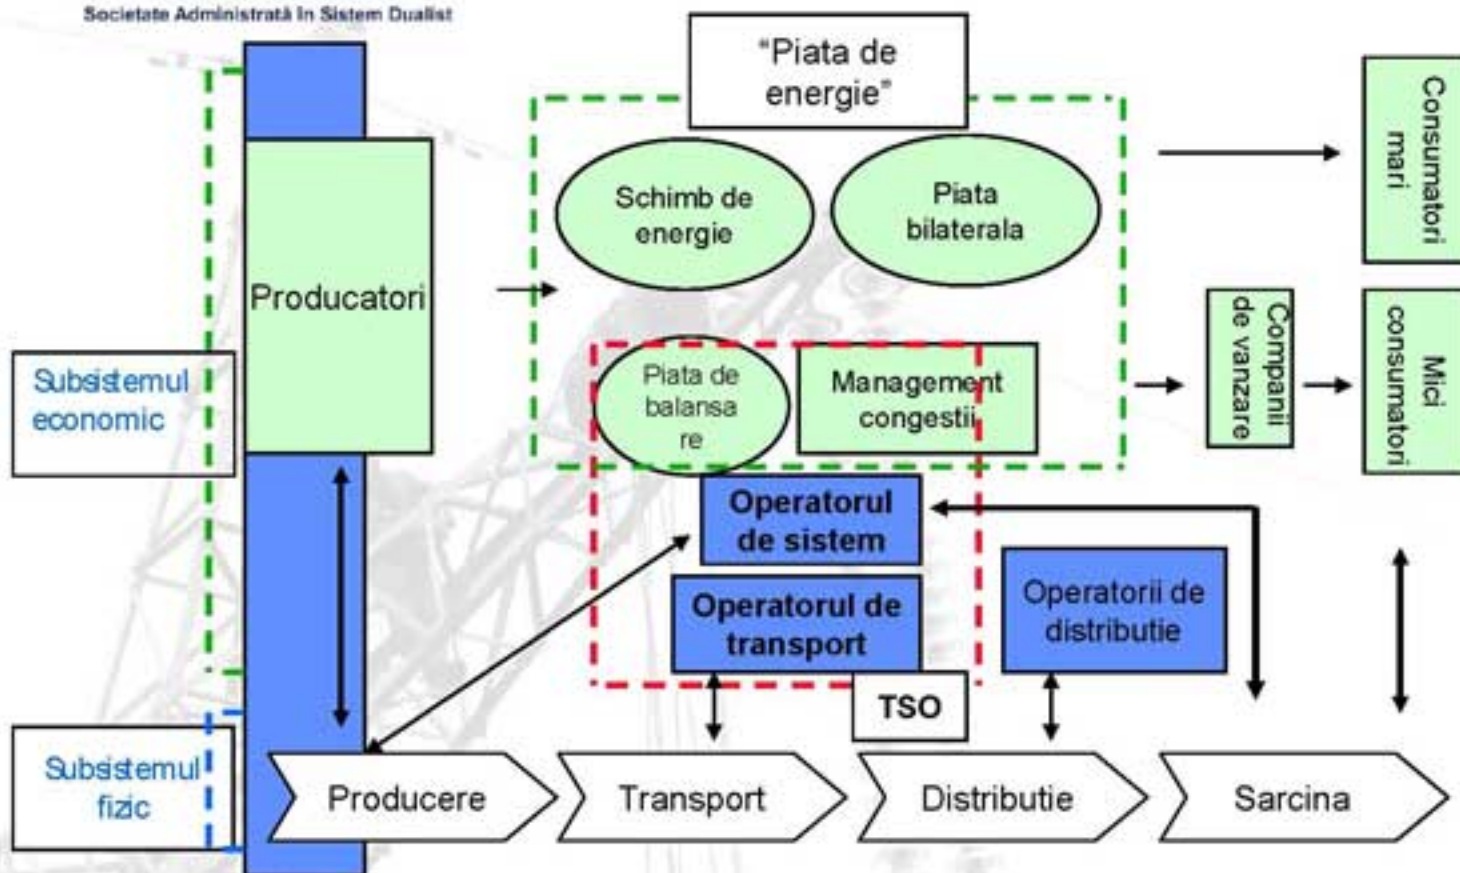 Societate Administrată în Sistem Dualist
"Piata de
energie"
Consumatori
mari
Schimb de
energie
Piata
bilaterala
Producatori
Companii
de vanzare
Mici
consumatori
Subsistemul
economic
Piata de
balansa
re
Management
congestii
Operatorul
de sistem
Operatorul de
transport
Operatorii de
distributie
TSO
Subsistemul
fizic
Producere
Transport
Distributie
Sarcina